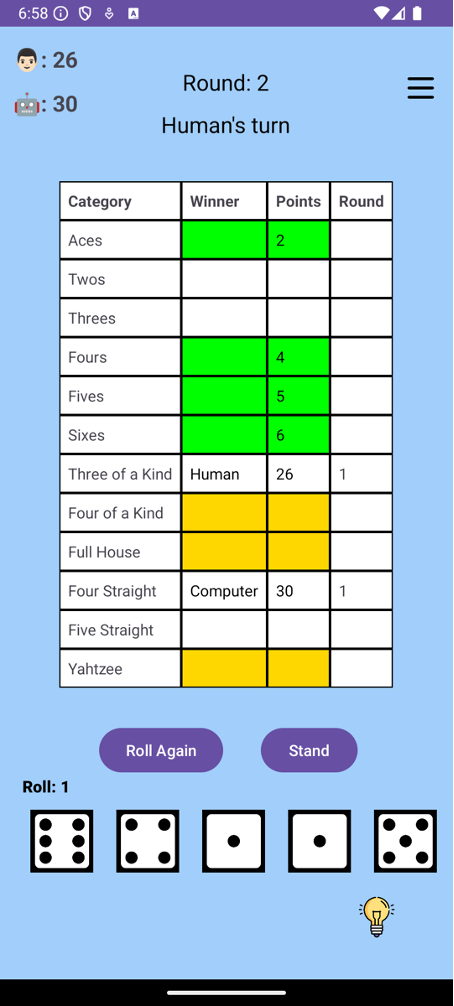 6:58
: 26
: 30
Round: 2
Human's turn
Category Winner Points Round
Aces 2
Twos
Threes
Fours 4
Fives 5
Sixes 6
Three of a Kind Human 26 1
Four of a Kind
Full House
Four Straight Computer 30 1
Five Straight
Yahtzee
Roll Again Stand
Roll: 1